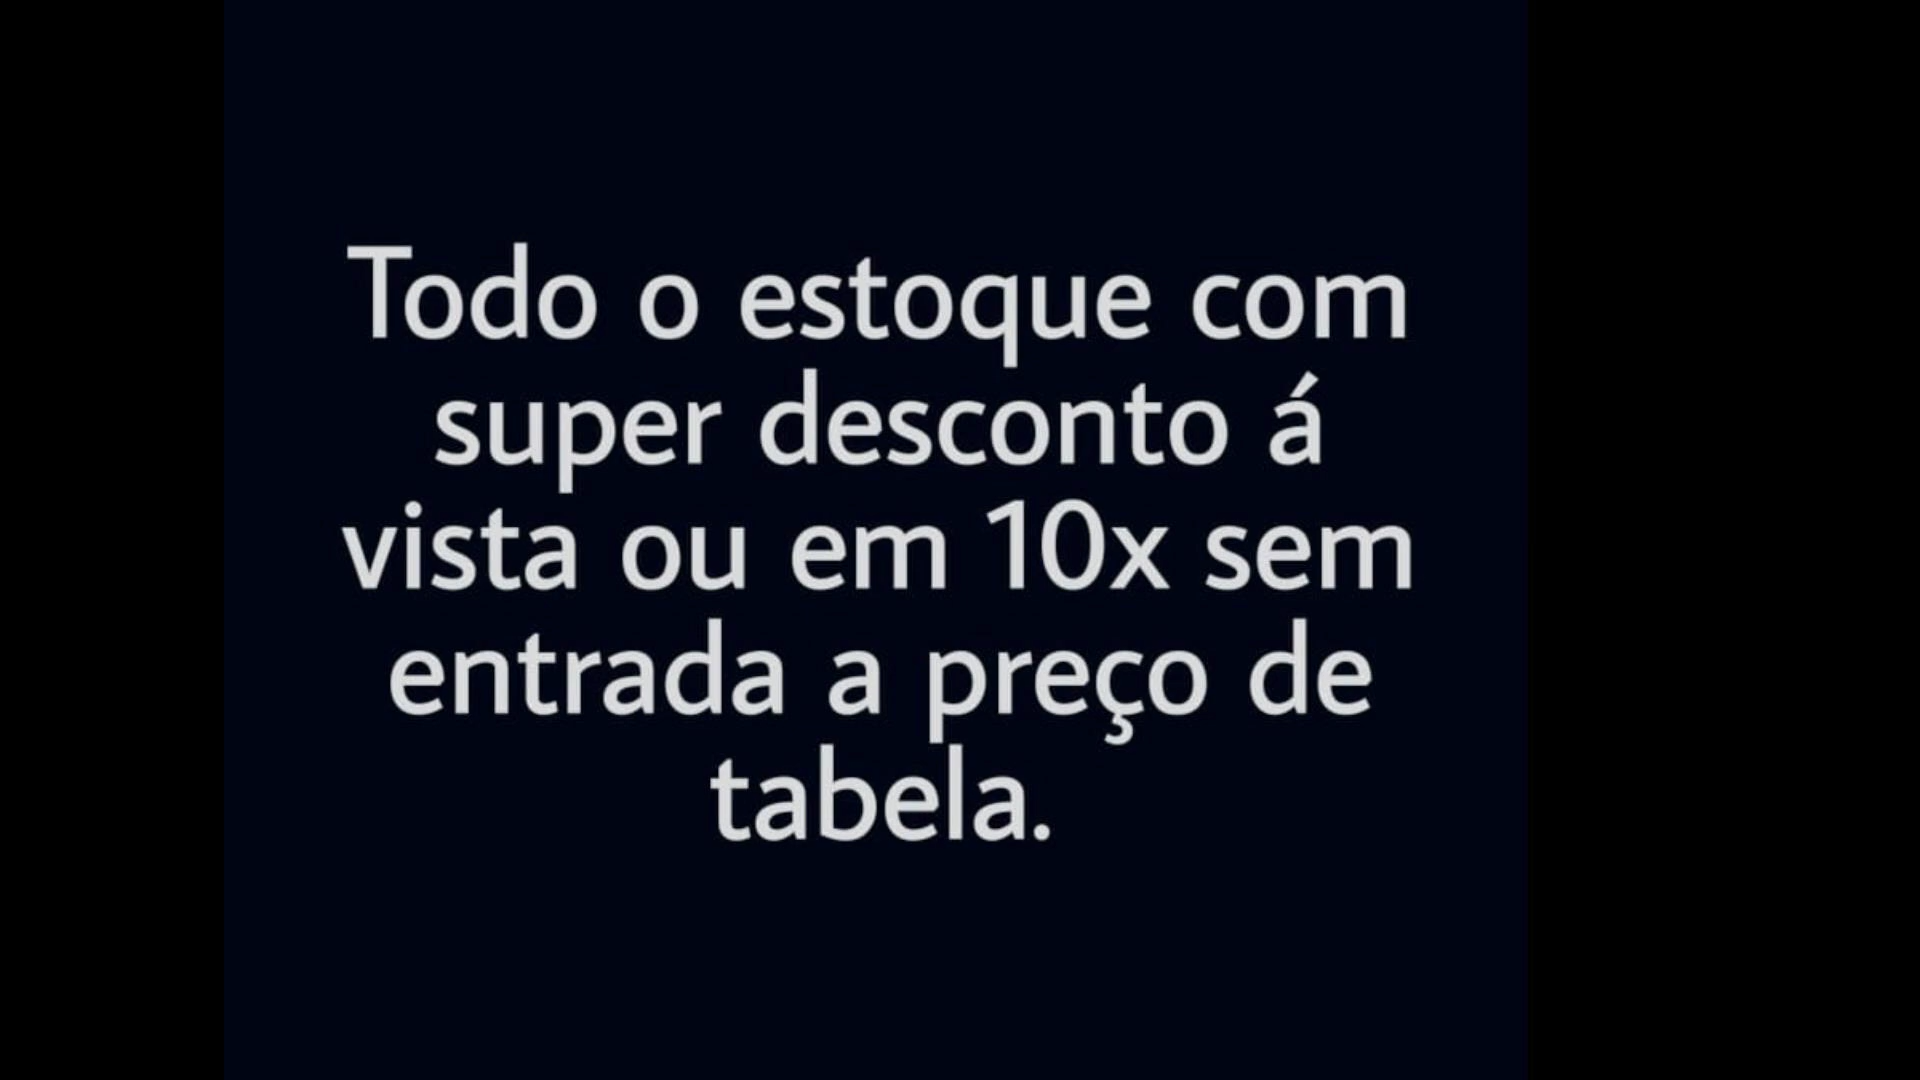 Todo o estoque com
super desconto á
vista ou em 10x sem
entrada a preço de
tabela.